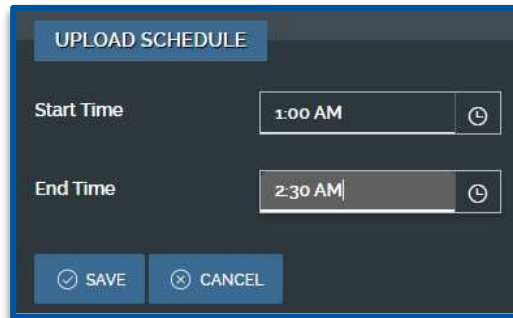 UPLOAD SCHEDULE
Start Time 1:00 AM
End Time 2:30 AM
SAVE CANCEL